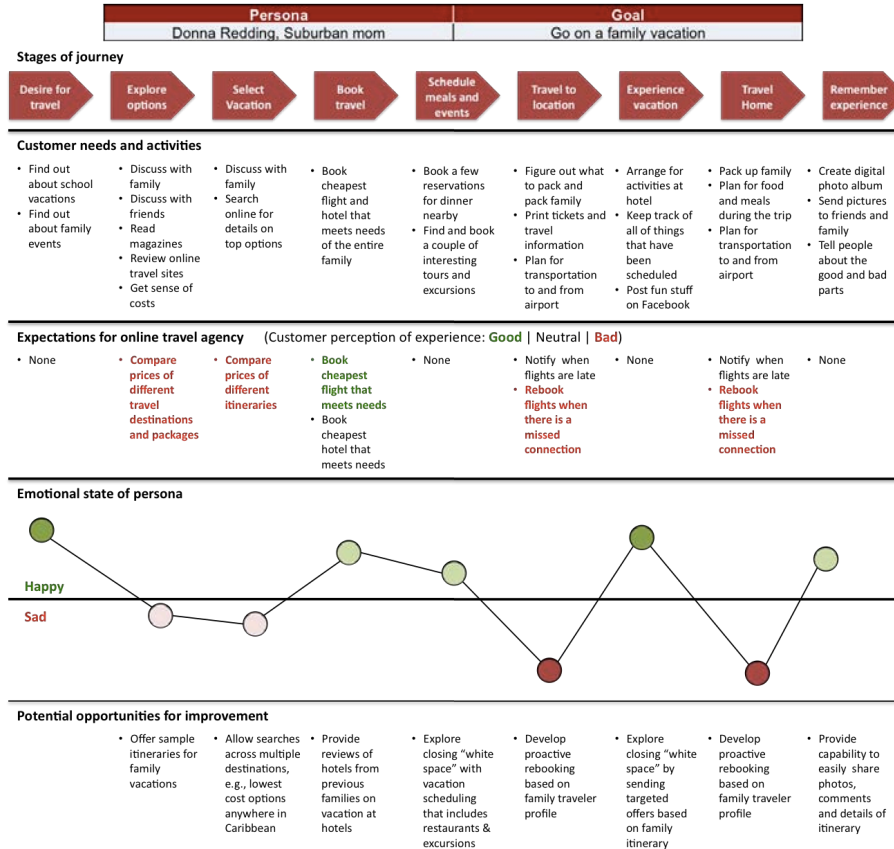 Persona
Goal
Donna Redding, Suburban mom
Go on a family vacation
Stages of journey
Desire for
travel
Explore
options
Select
Vacation
Book
travel
Schedule
meals and
events
Travel to
location
Experience
vacation
Travel
Home
Remember
experience
Customer needs and activities
• Find out
about school
vacations
• Find out
about family
events
• Discuss with
family
• Discuss with
friends
• Read
magazines
• Review online
travel sites
• Get sense of
costs
• Discuss with
family
• Search
online for
details on
top options
• Book
cheapest
flight and
hotel that
meets needs
of the entire
family
• Book a few
reservations
for dinner
nearby
• Find and book
a couple of
interesting
tours and
excursions
• Figure out what
to pack and
pack family
• Print tickets and
travel
information
• Plan for
transportation
to and from
airport
• Arrange for
activities at
hotel
• Keep track of
all of things
that have
been
scheduled
• Post fun stuff
on Facebook
• Pack up family
• Plan for food
and meals
during the trip
• Plan for
transportation
to and from
airport
• Create digital
photo album
• Send pictures
to friends and
family
• Tell people
about the
good and bad
parts
Expectations for online travel agency (Customer perception of experience: Good | Neutral | Bad)
• None
• Compare
prices of
different
travel
destinations
and packages
• Compare
prices of
different
itineraries
• Book
cheapest
flight that
meets needs
• Book
cheapest
hotel that
meets needs
• None
• Notify when
flights are late
• Rebook
flights when
there is a
missed
connection
• None
• Notify when
flights are late
• Rebook
flights when
there is a
missed
connection
• None
Emotional state of persona
Happy
Sad
Potential opportunities for improvement
• Offer sample
itineraries for
family
vacations
• Allow searches
across multiple
destinations,
e.g., lowest
cost options
anywhere in
Caribbean
• Provide
reviews of
hotels from
previous
families on
vacation at
hotels
• Explore
closing “white
space” with
vacation
scheduling
that includes
restaurants &
excursions
• Develop
proactive
rebooking
based on
family traveler
profile
• Explore
closing “white
space” by
sending
targeted
offers based
on family
itinerary
• Develop
proactive
rebooking
based on
family traveler
profile
• Provide
capability to
easily share
photos,
comments
and details of
itinerary